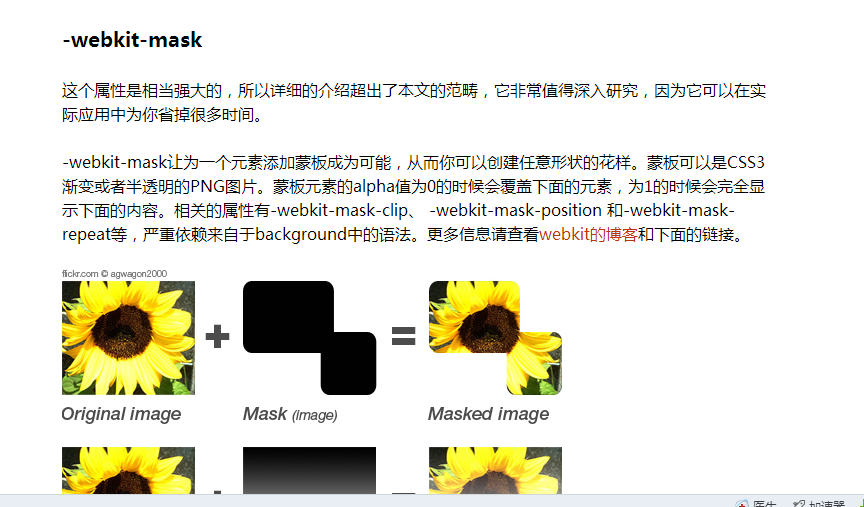 -webkit-mask
这个属性是相当强大的，所以详细的介绍超出了本文的范畴，它非常值得深入研究，因为它可以在实
际应用中为你省掉很多时间。
-webkit-mask让为一个元素添加蒙板成为可能，从而你可以创建任意形状的花样。蒙板可以是CSS3
渐变或者半透明的PNG图片。蒙板元素的alpha值为0的时候会覆盖下面的元素，为1的时候会完全显
示下面的内容。相关的属性有-webkit-mask-clip、 -webkit-mask-position 和-webkit-mask-
repeat等，严重依赖来自于background中的语法。更多信息请查看webkit的博客和下面的链接。
flickr.com © agwagon2000
+ =
Original image Mask (image) Masked image
医生 加速器